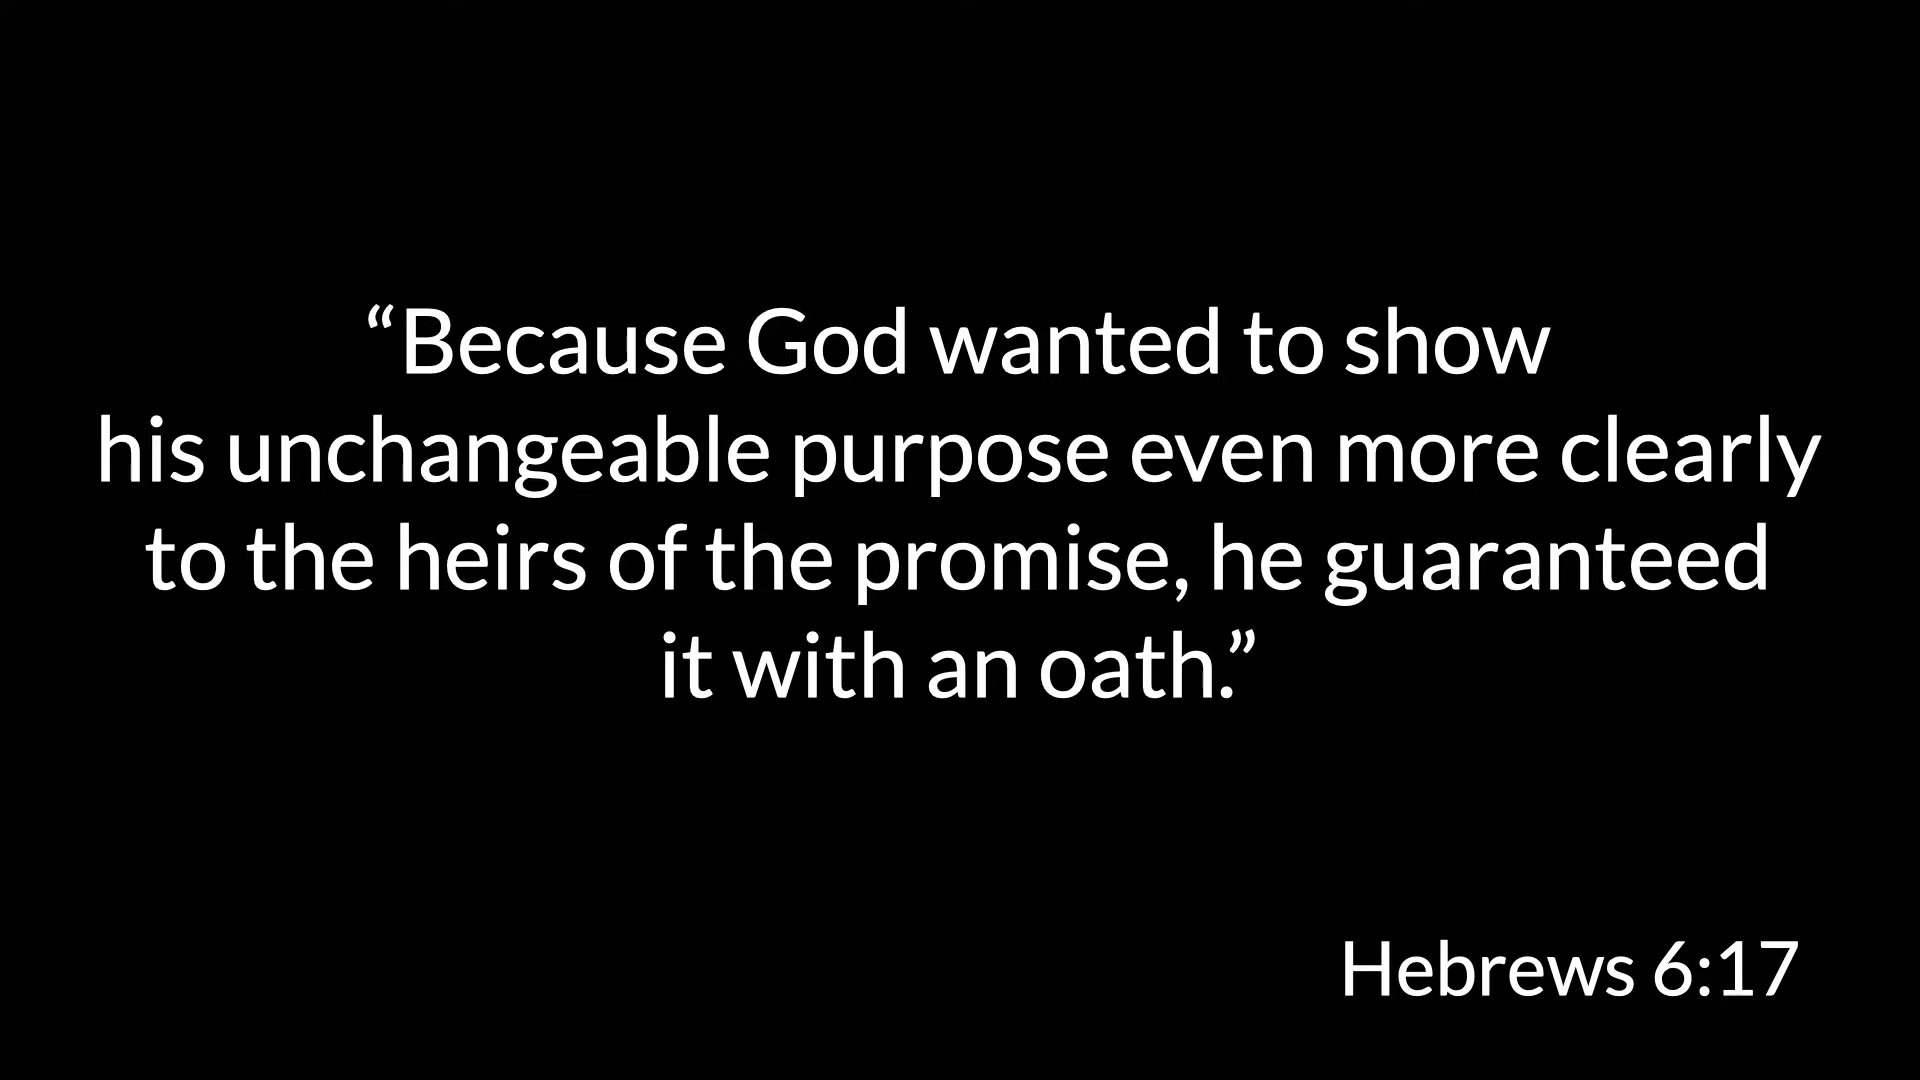 “Because God wanted to show
his unchangeable purpose even more clearly
to the heirs of the promise, he guaranteed
it with an oath.”
Hebrews 6:17